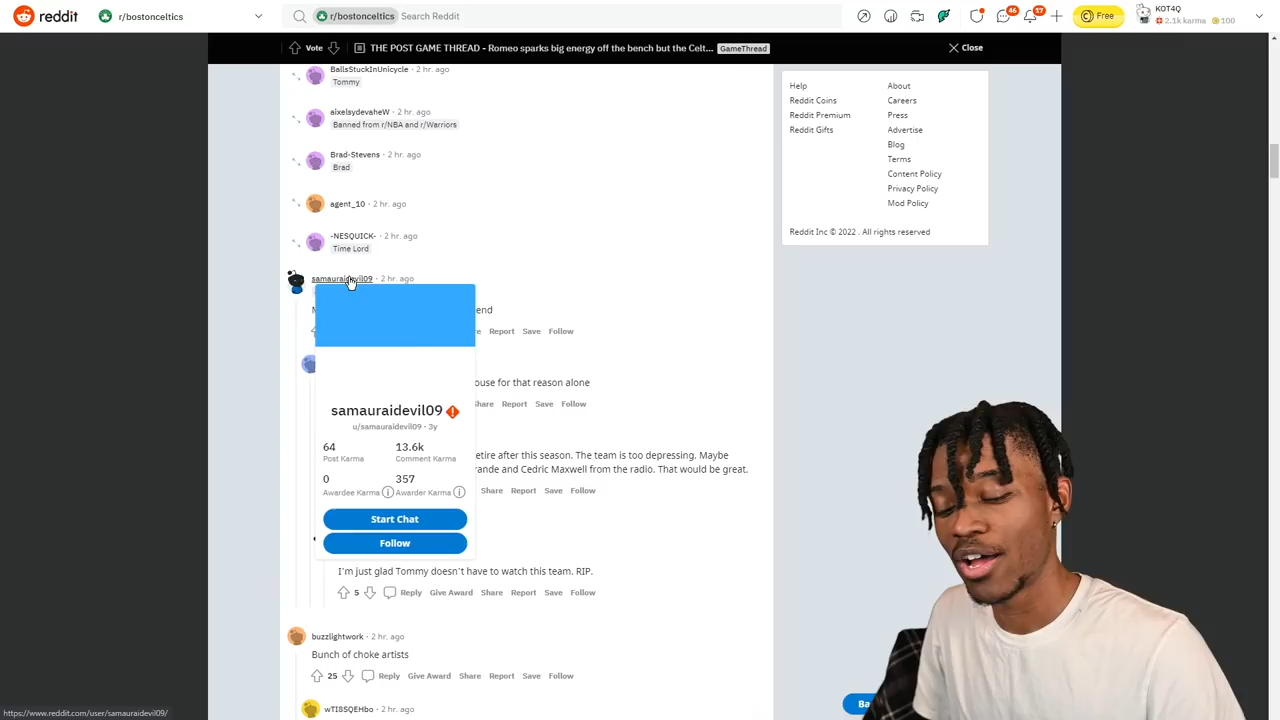 reddit
r/bostonceltics
r/bostonceltics Search Reddit
46
17
Free
KOT4Q
2.1k karma
100
Vote
THE POST GAME THREAD - Romeo sparks big energy off the bench but the Celt...
GameThread
Close
BallsStuckInUnicycle · 2 hr. ago
Tommy
aixelsydevaheW · 2 hr. ago
Banned from r/NBA and r/Warriors
Brad-Stevens · 2 hr. ago
Brad
agent_10 · 2 hr. ago
-NESQUICK- · 2 hr. ago
Time Lord
samauraidevil09 · 2 hr. ago
end
Report Save Follow
ouse for that reason alone
Share Report Save Follow
etire after this season. The team is too depressing. Maybe
rande and Cedric Maxwell from the radio. That would be great.
Share Report Save Follow
samauraidevil09
u/samauraidevil09 · 3y
64
13.6k
Post Karma
Comment Karma
0
357
Awardee Karma
Awarder Karma
Start Chat
Follow
I'm just glad Tommy doesn't have to watch this team. RIP.
5 Reply Give Award Share Report Save Follow
buzzlightwork · 2 hr. ago
Bunch of choke artists
25 Reply Give Award Share Report Save Follow
wTI8SQEHbo · 2 hr. ago
Help
About
Reddit Coins
Careers
Reddit Premium
Press
Reddit Gifts
Advertise
Blog
Terms
Content Policy
Privacy Policy
Mod Policy
Reddit Inc © 2022 . All rights reserved
Ba
https://www.reddit.com/user/samauraidevil09/